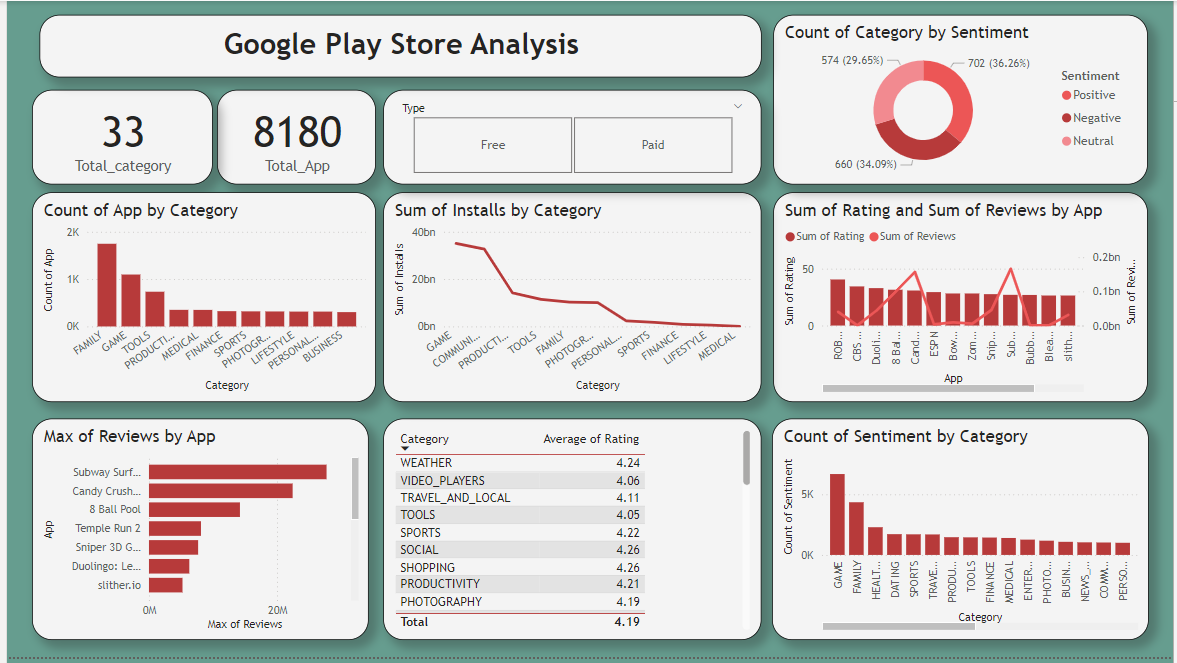 Google Play Store Analysis
33
Total_category
8180
Total_App
Type
Free
Paid
Count of Category by Sentiment
574 (29.65%)
702 (36.26%)
660 (34.09%)
Sentiment
Positive
Negative
Neutral
Count of App by Category
Count of App
2K
1K
0K
FAMILY
GAME
TOOLS
PRODUCTI...
MEDICAL
FINANCE
SPORTS
PHOTOGR...
LIFESTYLE
PERSONAL...
BUSINESS
Category
Sum of Installs by Category
Sum of Installs
40bn
20bn
0bn
GAME
COMMUNI...
PRODUCTI...
TOOLS
FAMILY
PHOTOGR...
PERSONAL...
SPORTS
FINANCE
LIFESTYLE
MEDICAL
Category
Sum of Rating and Sum of Reviews by App
Sum of Rating
Sum of Reviews
Sum of Rating
50
0
0.2bn
0.1bn
0.0bn
Sum of Revi...
ROB...
CBS ...
Duoli...
8 Bal...
Cand...
ESPN
Bow...
Zom...
Snip...
Sub...
Bubb...
Blea...
slith...
App
Max of Reviews by App
App
Subway Surf...
Candy Crush...
8 Ball Pool
Temple Run 2
Sniper 3D G...
Duolingo: Le...
slither.io
0M
20M
Max of Reviews
Category Average of Rating
WEATHER 4.24
VIDEO_PLAYERS 4.06
TRAVEL_AND_LOCAL 4.11
TOOLS 4.05
SPORTS 4.22
SOCIAL 4.26
SHOPPING 4.26
PRODUCTIVITY 4.21
PHOTOGRAPHY 4.19
Total 4.19
Count of Sentiment by Category
Count of Sentiment
5K
0K
GAME
FAMILY
HEALT...
DATING
SPORTS
TRAVE...
PRODU...
TOOLS
FINANCE
MEDICAL
ENTER...
PHOTO...
BUSIN...
NEWS_...
COMM...
PERSO...
Category